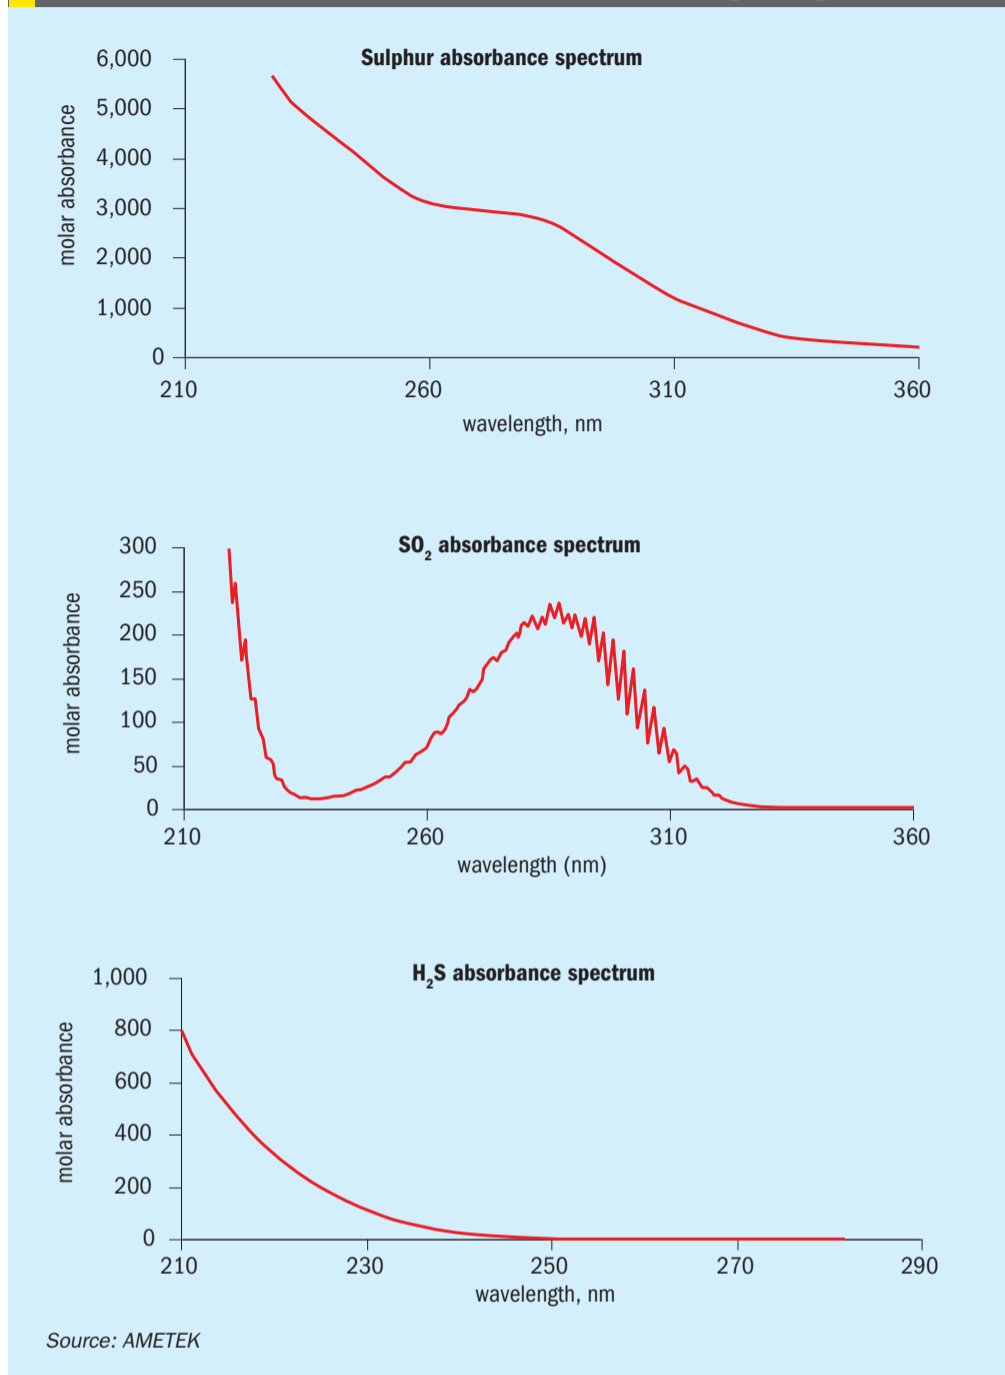 Sulphur absorbance spectrum
6,000
5,000
4,000
3,000
2,000
1,000
0
molar absorbance
210 260 310 360
wavelength, nm
SO2 absorbance spectrum
300
250
200
150
100
50
0
molar absorbance
210 260 310 360
wavelength (nm)
H2S absorbance spectrum
1,000
800
600
400
200
0
molar absorbance
210 230 250 270 290
wavelength, nm
Source: AMETEK